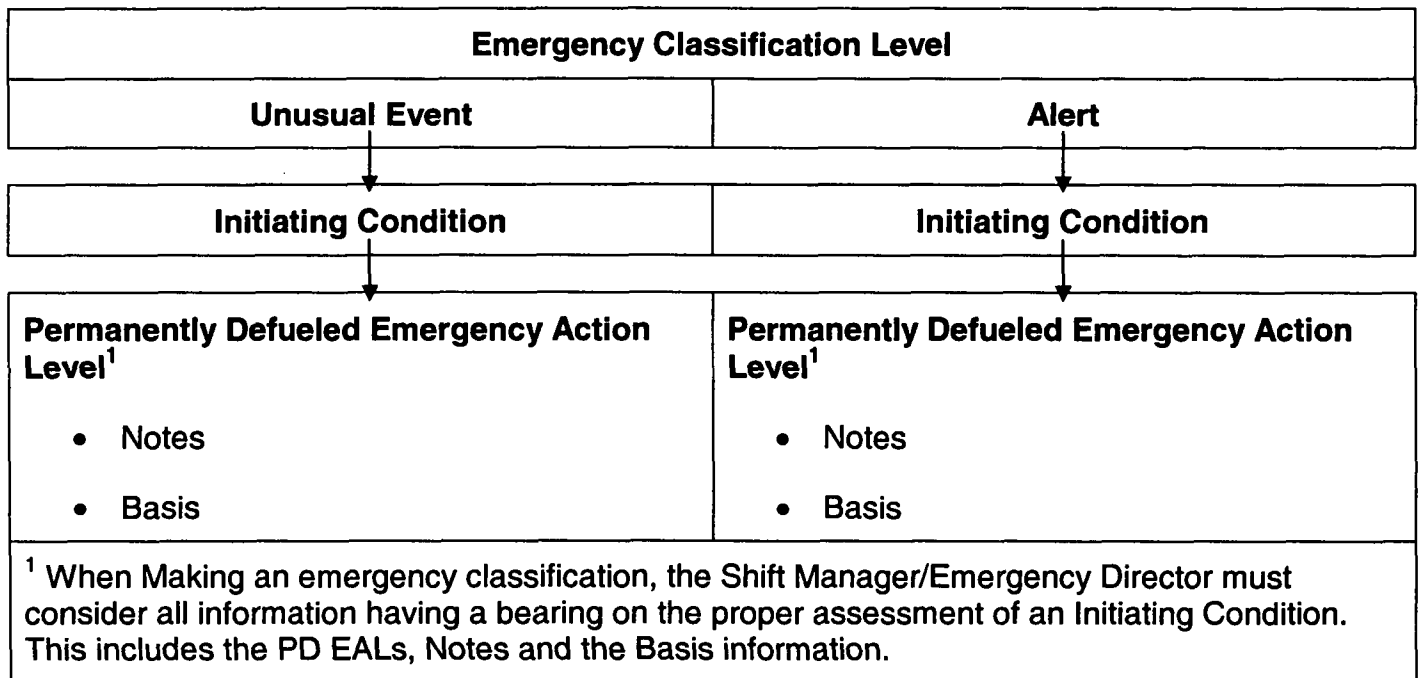 Emergency Classification Level
Unusual Event
Alert
Initiating Condition
Initiating Condition
Permanently Defueled Emergency Action
Level¹
• Notes
• Basis
Permanently Defueled Emergency Action
Level¹
• Notes
• Basis
¹ When Making an emergency classification, the Shift Manager/Emergency Director must
consider all information having a bearing on the proper assessment of an Initiating Condition.
This includes the PD EALs, Notes and the Basis information.